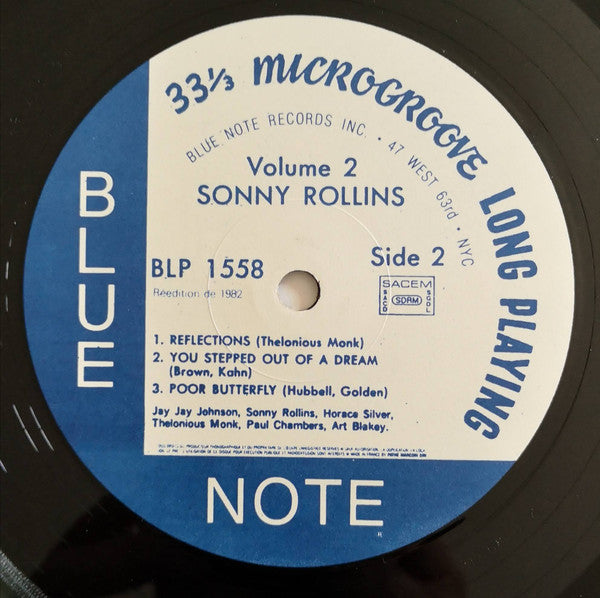 33⅓ MICROGROOVE LONG PLAYING
BLUE NOTE RECORDS INC. • 47 WEST 63rd • NYC
Volume 2
SONNY ROLLINS
BLP 1558
Side 2
Réedition de 1982
SACEM
SACD
SDRM
SGDL
1. REFLECTIONS (Thelonious Monk)
2. YOU STEPPED OUT OF A DREAM
(Brown, Kahn)
3. POOR BUTTERFLY (Hubbell, Golden)
Jay Jay Johnson, Sonny Rollins, Horace Silver,
Thelonious Monk, Paul Chambers, Art Blakey.
BLUE
NOTE